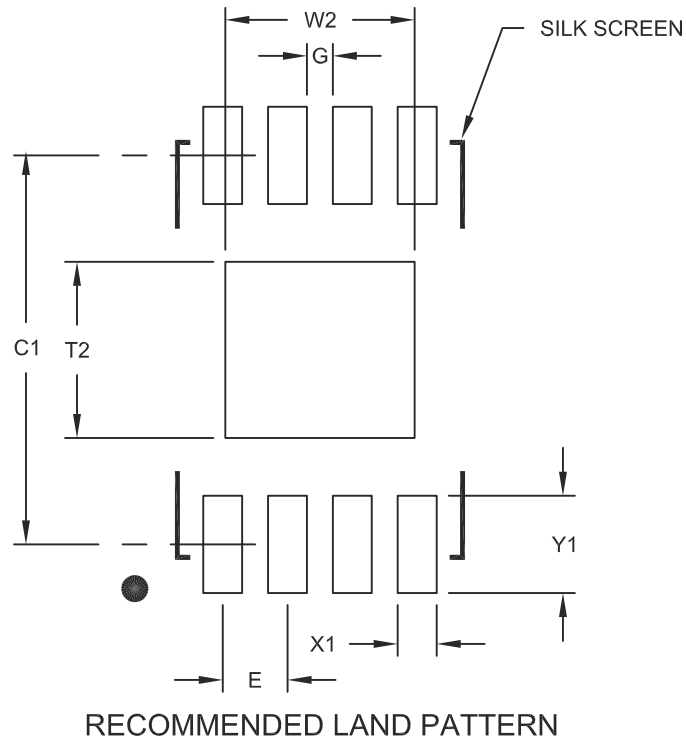 W2
SILK SCREEN
G
C1
T2
Y1
X1
E
RECOMMENDED LAND PATTERN